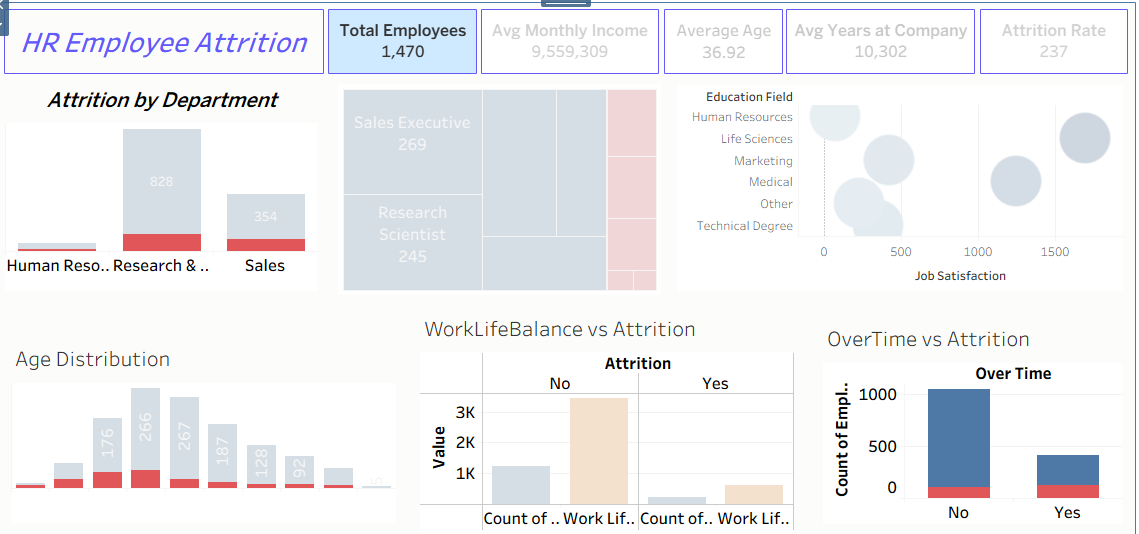 HR Employee Attrition
Total Employees
1,470
Avg Monthly Income
9,559,309
Average Age
36.92
Avg Years at Company
10,302
Attrition Rate
237
Attrition by Department
828
354
Human Reso..
Research & ..
Sales
Sales Executive
269
Research
Scientist
245
Education Field
Human Resources
Life Sciences
Marketing
Medical
Other
Technical Degree
0
500
1000
1500
Job Satisfaction
Age Distribution
176
266
267
187
128
92
WorkLifeBalance vs Attrition
Attrition
No
Yes
Value
3K
2K
1K
Count of ..
Work Lif..
Count of ..
Work Lif..
OverTime vs Attrition
Over Time
Count of Empl..
1000
500
0
No
Yes